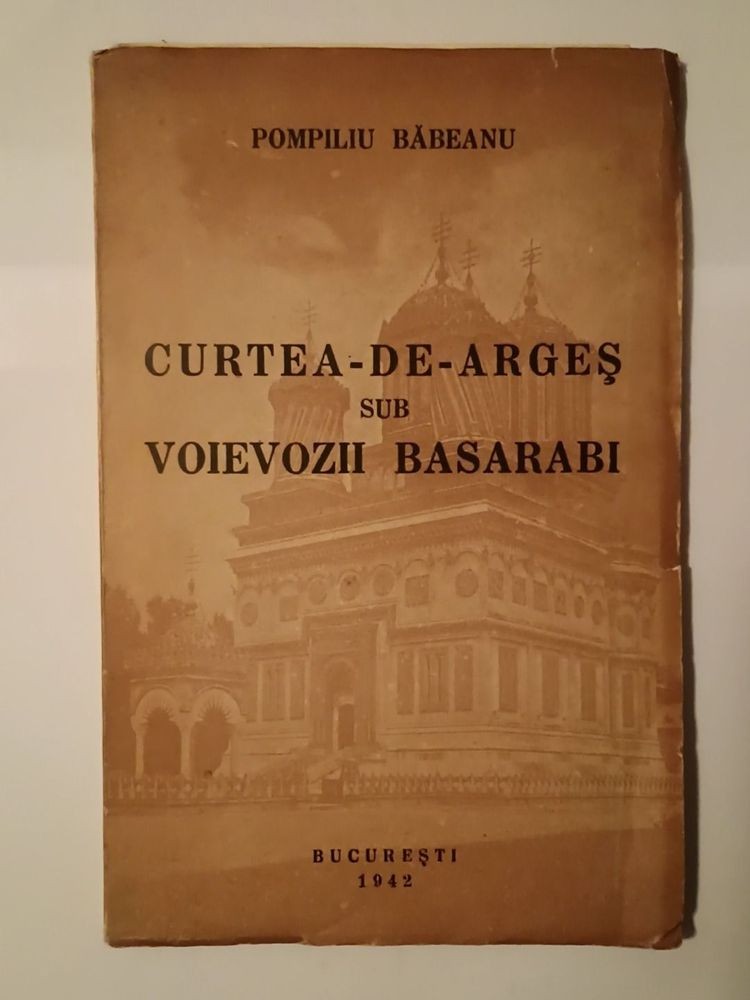 POMPILIU BĂBEANU
CURTEA-DE-ARGEŞ
SUB
VOIEVOZII BASARABI
BUCUREŞTI
1942